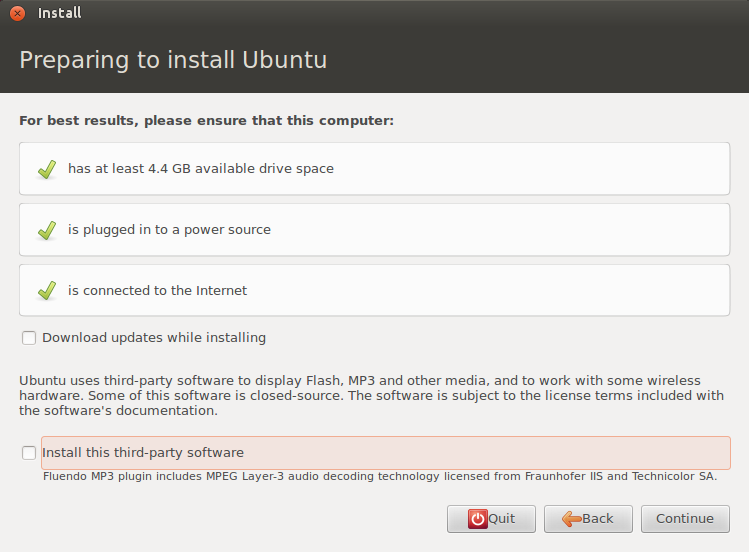 Install
Preparing to install Ubuntu
For best results, please ensure that this computer:
has at least 4.4 GB available drive space
is plugged in to a power source
is connected to the Internet
Download updates while installing
Ubuntu uses third-party software to display Flash, MP3 and other media, and to work with some wireless
hardware. Some of this software is closed-source. The software is subject to the license terms included with
the software's documentation.
Install this third-party software
Fluendo MP3 plugin includes MPEG Layer-3 audio decoding technology licensed from Fraunhofer IIS and Technicolor SA.
Quit Back Continue